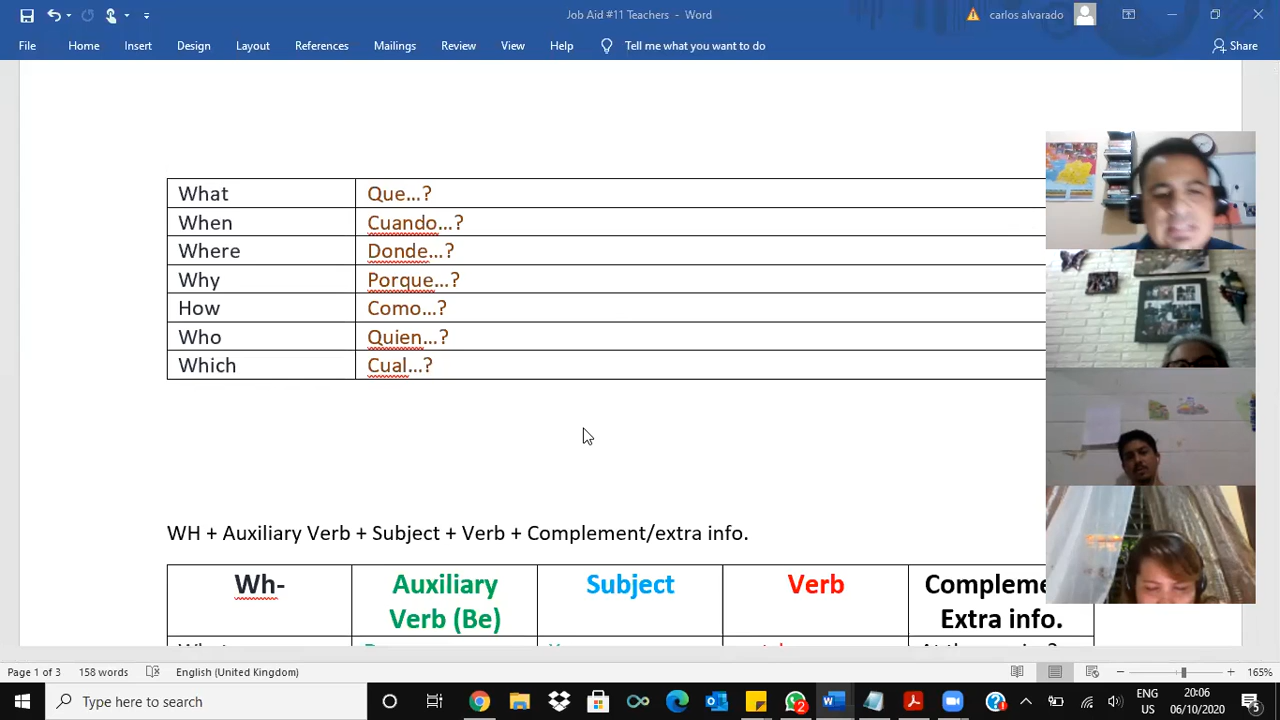 Job Aid #11 Teachers - Word
carlos alvarado
File Home Insert Design Layout References Mailings Review View Help Tell me what you want to do Share
What Que...?
When Cuando...?
Where Donde...?
Why Porque...?
How Como...?
Who Quien...?
Which Cual...?
WH + Auxiliary Verb + Subject + Verb + Complement/extra info.
Wh- Auxiliary Verb (Be) Subject Verb Extra info.
Page 1 of 3 158 words English (United Kingdom) 165%
Type here to search
ENG 20:06
US 06/10/2020
2
5